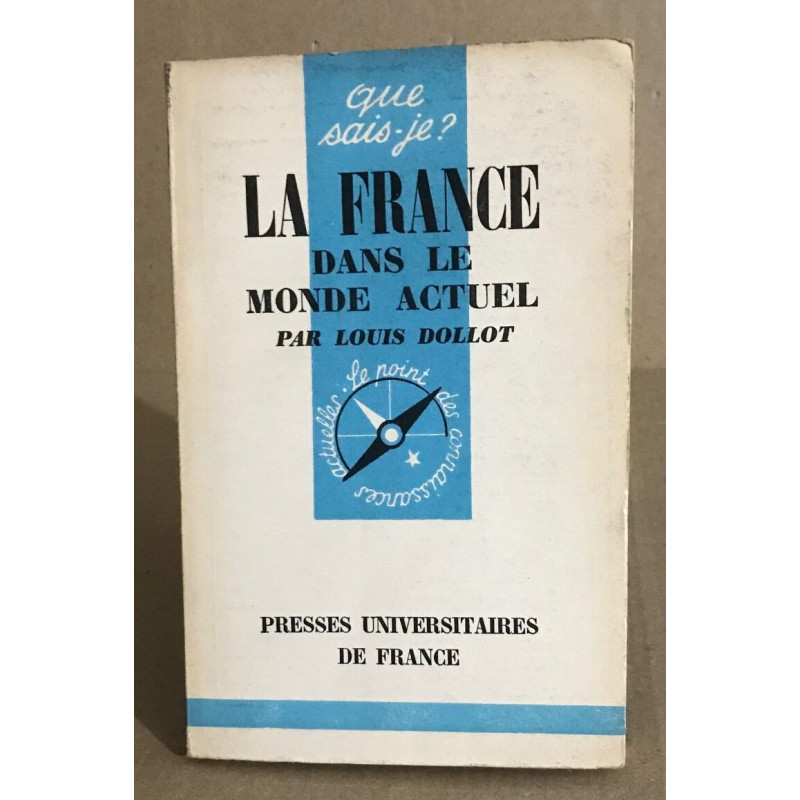 que
sais-je?
LA FRANCE
DANS LE
MONDE ACTUEL
PAR LOUIS DOLLOT
Le point des connaissances actuelles.
PRESSES UNIVERSITAIRES
DE FRANCE